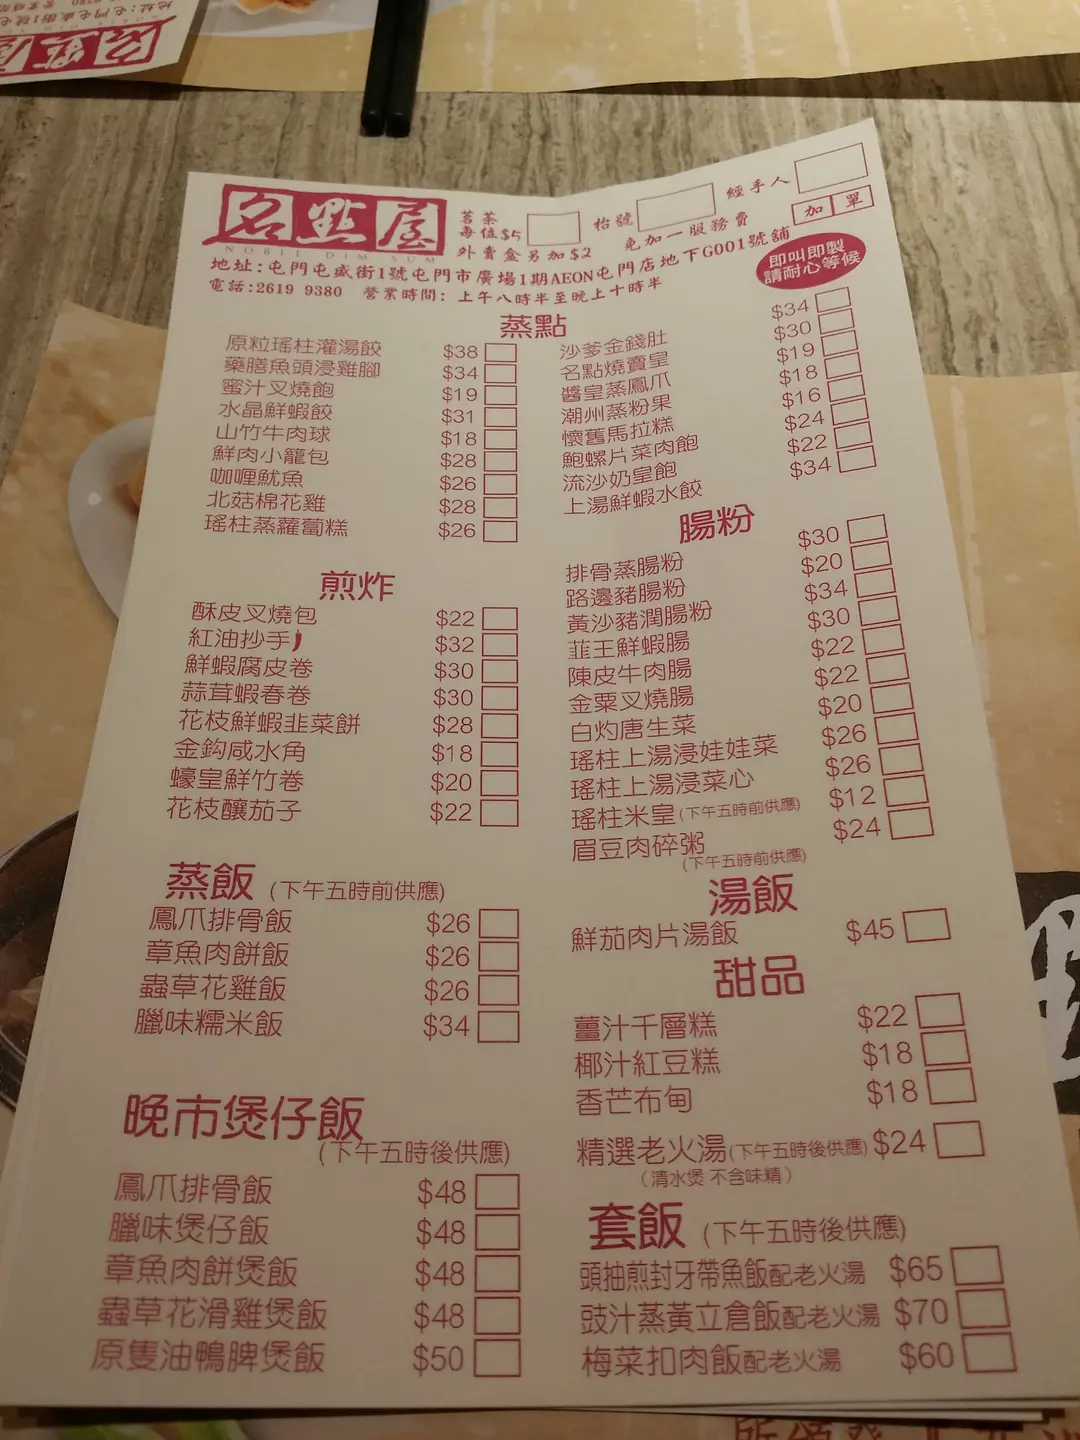 名點屋
NOBLE DIM SUM
茗茶
每位$5
枱號
經手人
外賣盒另加$2
免加一服務費
加 單
地址:屯門屯盛街1號屯門市廣場1期AEON屯門店地下G001號舖
電話:2619 9380 營業時間: 上午八時半至晚上十時半
即叫即製
請耐心等候
蒸點
原粒瑤柱灌湯餃 $38
藥膳魚頭浸雞腳 $34
蜜汁叉燒飽 $19
水晶鮮蝦餃 $31
山竹牛肉球 $18
鮮肉小籠包 $28
咖喱魷魚 $26
北菇棉花雞 $28
瑤柱蒸蘿蔔糕 $26
沙爹金錢肚 $34
名點燒賣皇 $30
醬皇蒸鳳爪 $19
潮州蒸粉果 $18
懷舊馬拉糕 $16
鮑螺片菜肉飽 $24
流沙奶皇飽 $22
上湯鮮蝦水餃 $34
煎炸
酥皮叉燒包 $22
紅油抄手 $32
鮮蝦腐皮卷 $30
蒜茸蝦春卷 $30
花枝鮮蝦韭菜餅 $28
金鈎咸水角 $18
蠔皇鮮竹卷 $20
花枝釀茄子 $22
腸粉
排骨蒸腸粉 $30
路邊豬腸粉 $20
黃沙豬潤腸粉 $34
韮王鮮蝦腸 $30
陳皮牛肉腸 $22
金粟叉燒腸 $22
白灼唐生菜 $20
瑤柱上湯浸娃娃菜 $26
瑤柱上湯浸菜心 $26
瑤柱米皇(下午五時前供應) $12
眉豆肉碎粥 $24
(下午五時前供應)
蒸飯 (下午五時前供應)
鳳爪排骨飯 $26
章魚肉餅飯 $26
蟲草花雞飯 $26
臘味糯米飯 $34
湯飯
鮮茄肉片湯飯 $45
甜品
薑汁千層糕 $22
椰汁紅豆糕 $18
香芒布甸 $18
精選老火湯(下午五時後供應) $24
(清水煲 不含味精)
晚市煲仔飯
(下午五時後供應)
鳳爪排骨飯 $48
臘味煲仔飯 $48
章魚肉餅煲飯 $48
蟲草花滑雞煲飯 $48
原隻油鴨脾煲飯 $50
套飯 (下午五時後供應)
頭抽煎封牙帶魚飯配老火湯 $65
豉汁蒸黃立倉飯配老火湯 $70
梅菜扣肉飯配老火湯 $60